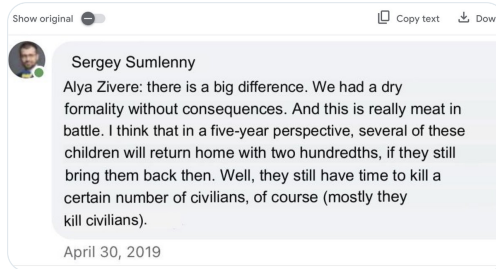 Show original
Copy text
Dow
Sergey Sumlenny
Alya Zivere: there is a big difference. We had a dry
formality without consequences. And this is really meat in
battle. I think that in a five-year perspective, several of these
children will return home with two hundredths, if they still
bring them back then. Well, they still have time to kill a
certain number of civilians, of course (mostly they
kill civilians).
April 30, 2019